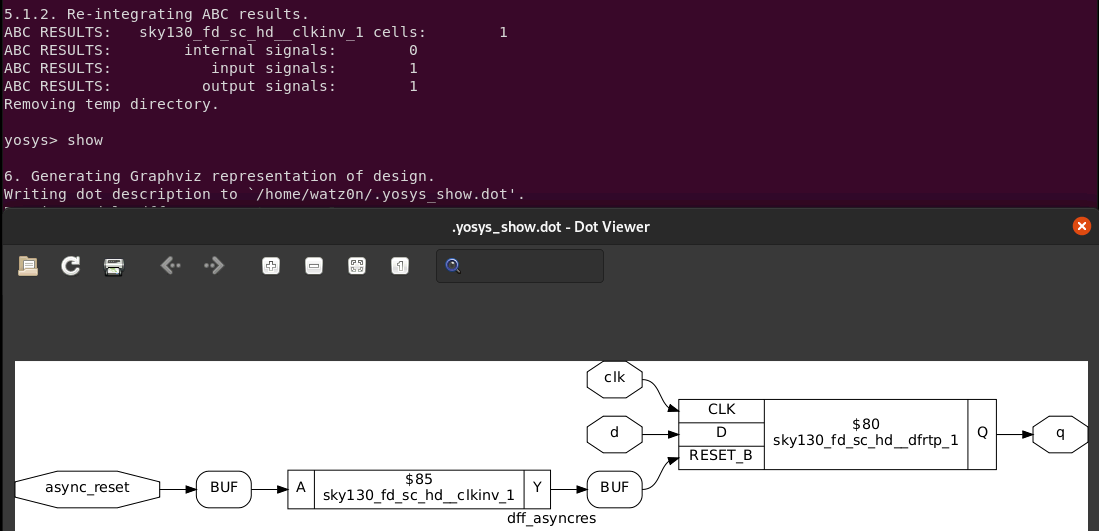 5.1.2. Re-integrating ABC results.
ABC RESULTS:   sky130_fd_sc_hd__clkinv_1 cells:        1
ABC RESULTS:        internal signals:        0
ABC RESULTS:           input signals:        1
ABC RESULTS:          output signals:        1
Removing temp directory.
yosys> show
6. Generating Graphviz representation of design.
Writing dot description to `/home/watz0n/.yosys_show.dot'.
.yosys_show.dot - Dot Viewer
clk
CLK
$80
d
D
sky130_fd_sc_hd__dfrtp_1
Q
q
RESET_B
async_reset
BUF
A
$85
sky130_fd_sc_hd__clkinv_1
Y
BUF
dff_asyncres